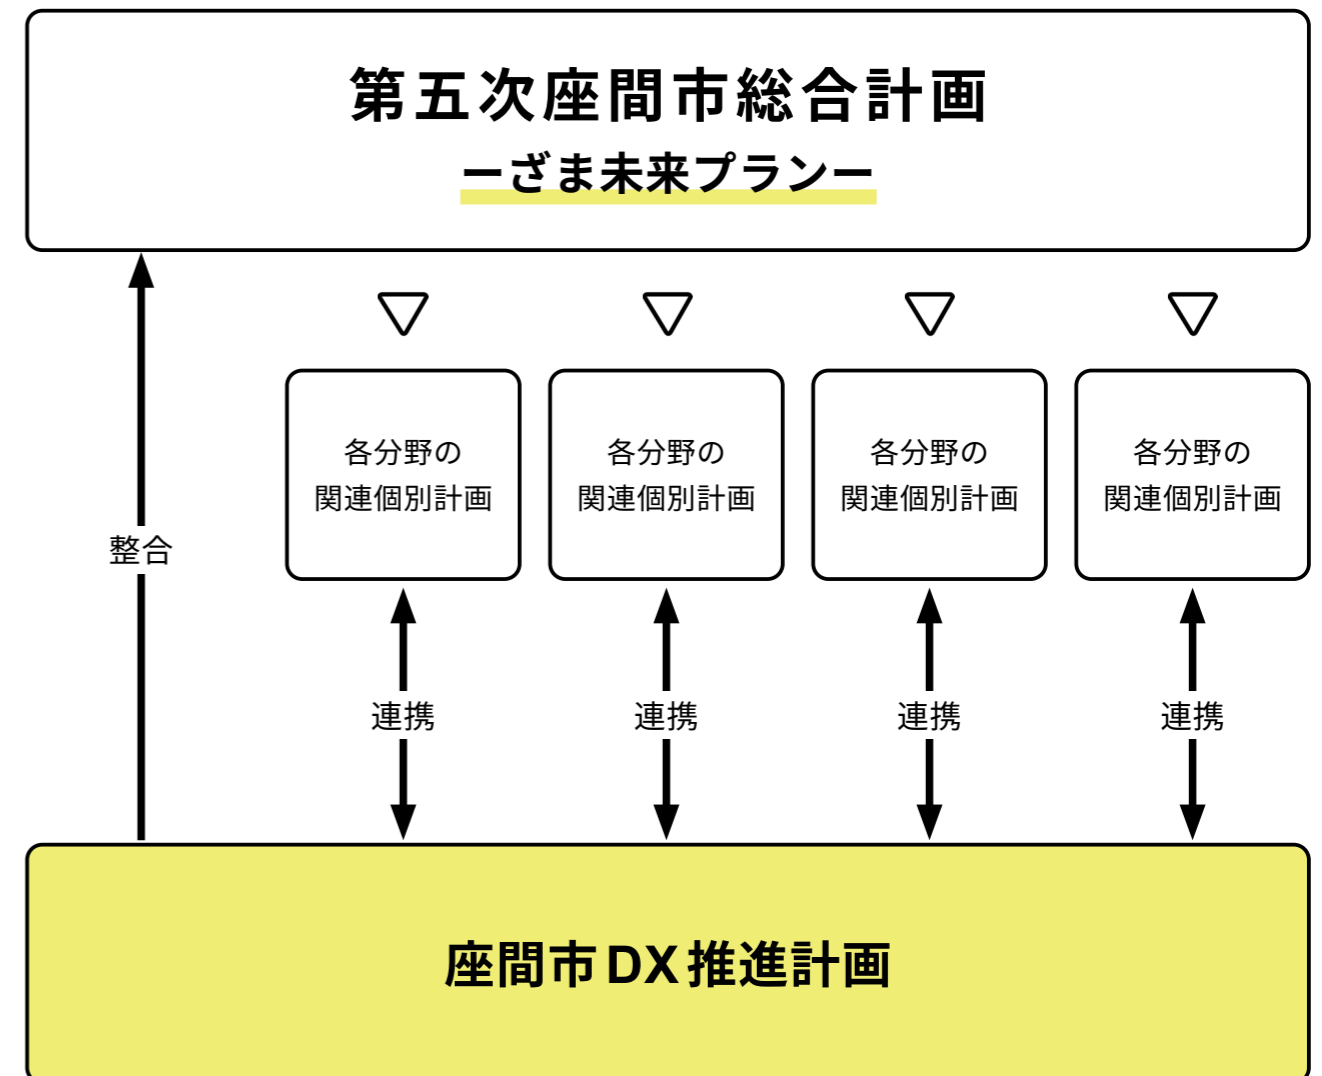 第五次座間市総合計画
ーざま未来プランー
各分野の
関連個別計画
各分野の
関連個別計画
各分野の
関連個別計画
各分野の
関連個別計画
整合
連携
連携
連携
連携
座間市DX推進計画